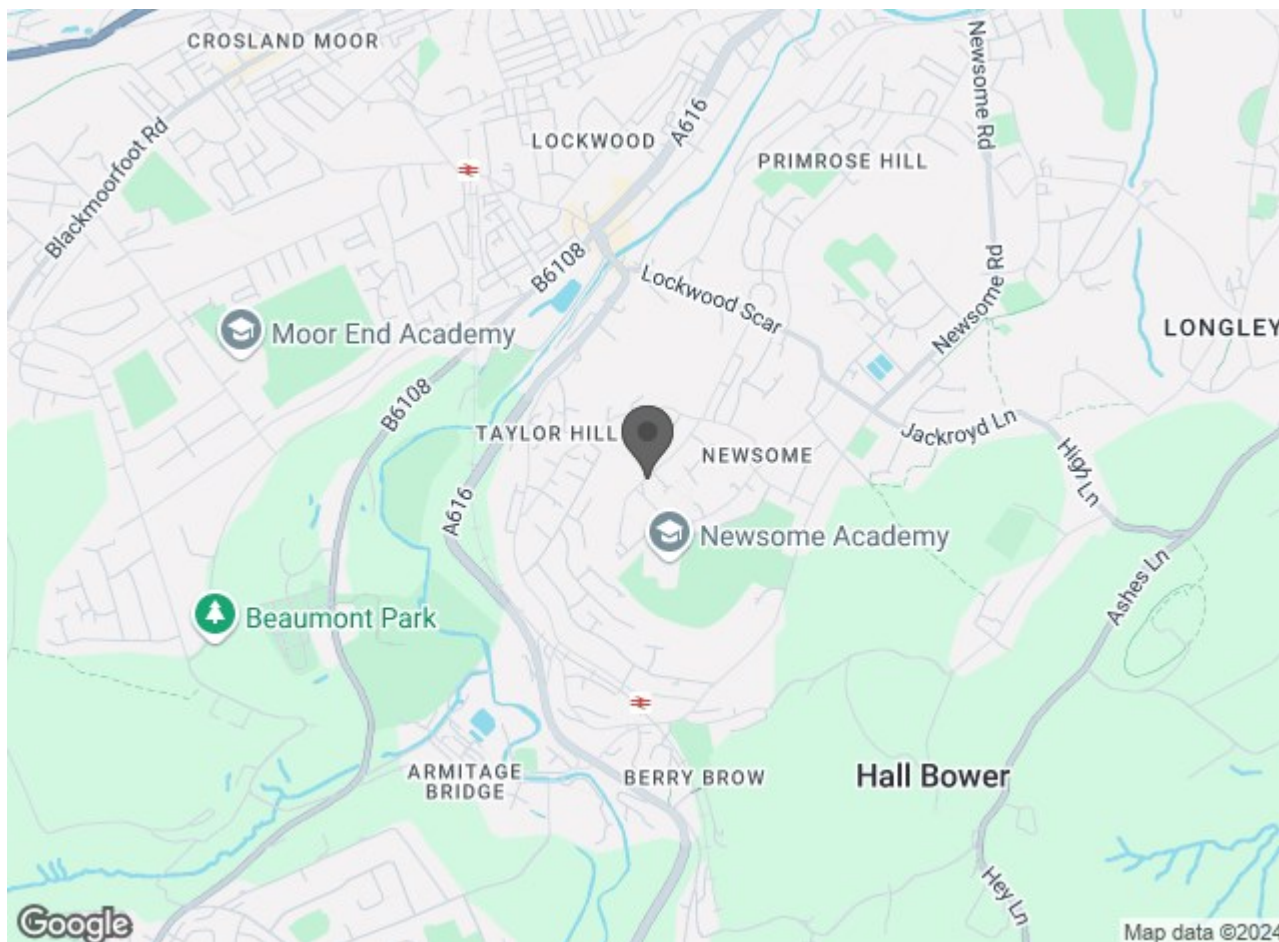 CROSLAND MOOR
Newsome Rd
A616
LOCKWOOD
PRIMROSE HILL
Blackmoorfoot Rd
B6108
Lockwood Scar
Newsome Rd
LONGLEY
Moor End Academy
B6108
TAYLOR HILL
Jackroyd Ln
NEWSOME
High Ln
A616
Newsome Academy
Ashes Ln
Beaumont Park
ARMITAGE
BRIDGE
BERRY BROW
Hall Bower
Hey Ln
Google
Map data ©2024